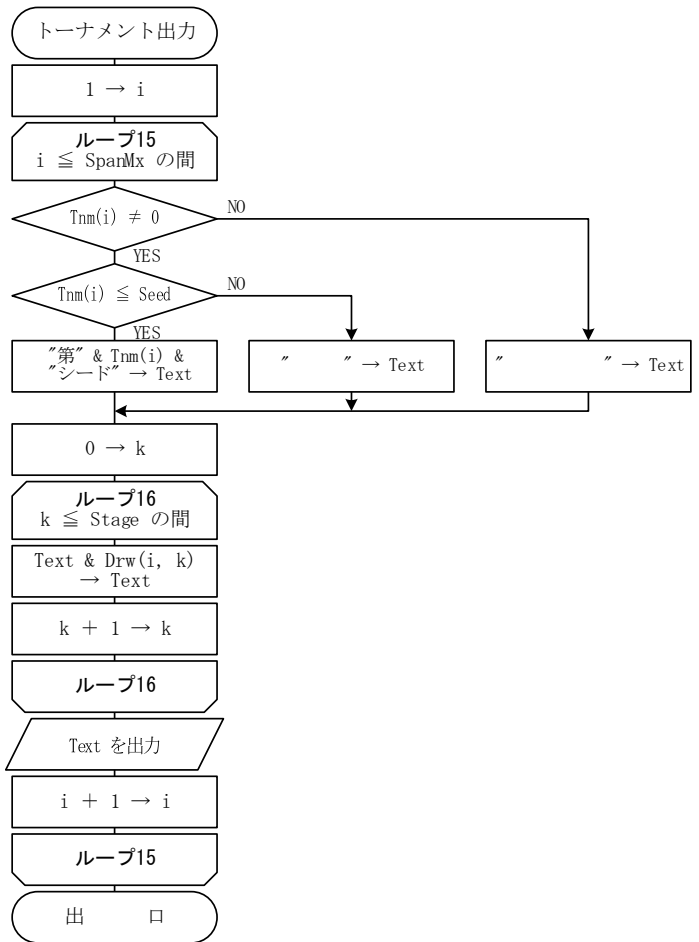 トーナメント出力
1 → i
ループ15
i ≦ SpanMx の間
Tnm(i) ≠ 0
NO
YES
Tnm(i) ≦ Seed
NO
YES
"第" & Tnm(i) &
"シード" → Text
"　　　" → Text
"　　　　　" → Text
0 → k
ループ16
k ≦ Stage の間
Text & Drw(i, k)
→ Text
k + 1 → k
ループ16
Text を出力
i + 1 → i
ループ15
出　　　口